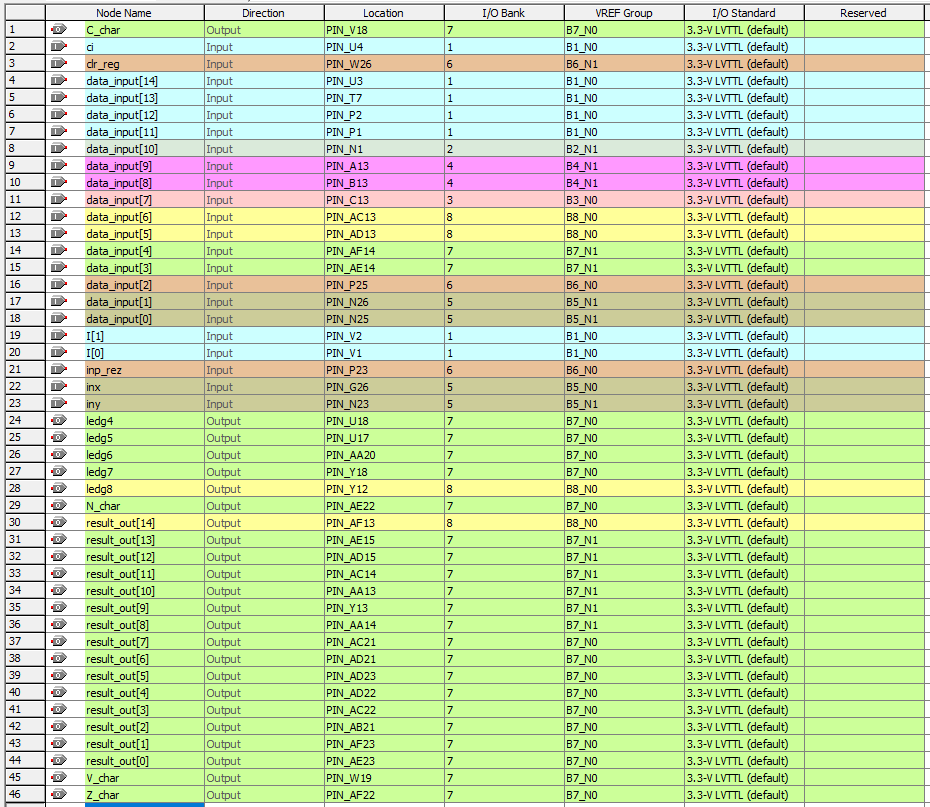 Node Name Direction Location I/O Bank VREF Group I/O Standard Reserved
1 C_char Output PIN_V18 7 B7_N0 3.3-V LVTTL (default)
2 ci Input PIN_U4 1 B1_N0 3.3-V LVTTL (default)
3 clr_reg Input PIN_W26 6 B6_N1 3.3-V LVTTL (default)
4 data_input[14] Input PIN_U3 1 B1_N0 3.3-V LVTTL (default)
5 data_input[13] Input PIN_T7 1 B1_N0 3.3-V LVTTL (default)
6 data_input[12] Input PIN_P2 1 B1_N0 3.3-V LVTTL (default)
7 data_input[11] Input PIN_P1 1 B1_N0 3.3-V LVTTL (default)
8 data_input[10] Input PIN_N1 2 B2_N1 3.3-V LVTTL (default)
9 data_input[9] Input PIN_A13 4 B4_N1 3.3-V LVTTL (default)
10 data_input[8] Input PIN_B13 4 B4_N1 3.3-V LVTTL (default)
11 data_input[7] Input PIN_C13 3 B3_N0 3.3-V LVTTL (default)
12 data_input[6] Input PIN_AC13 8 B8_N0 3.3-V LVTTL (default)
13 data_input[5] Input PIN_AD13 8 B8_N0 3.3-V LVTTL (default)
14 data_input[4] Input PIN_AF14 7 B7_N1 3.3-V LVTTL (default)
15 data_input[3] Input PIN_AE14 7 B7_N1 3.3-V LVTTL (default)
16 data_input[2] Input PIN_P25 6 B6_N0 3.3-V LVTTL (default)
17 data_input[1] Input PIN_N26 5 B5_N1 3.3-V LVTTL (default)
18 data_input[0] Input PIN_N25 5 B5_N1 3.3-V LVTTL (default)
19 I[1] Input PIN_V2 1 B1_N0 3.3-V LVTTL (default)
20 I[0] Input PIN_V1 1 B1_N0 3.3-V LVTTL (default)
21 inp_rez Input PIN_P23 6 B6_N0 3.3-V LVTTL (default)
22 inx Input PIN_G26 5 B5_N0 3.3-V LVTTL (default)
23 iny Input PIN_N23 5 B5_N1 3.3-V LVTTL (default)
24 ledg4 Output PIN_U18 7 B7_N0 3.3-V LVTTL (default)
25 ledg5 Output PIN_U17 7 B7_N0 3.3-V LVTTL (default)
26 ledg6 Output PIN_AA20 7 B7_N0 3.3-V LVTTL (default)
27 ledg7 Output PIN_Y18 7 B7_N0 3.3-V LVTTL (default)
28 ledg8 Output PIN_Y12 8 B8_N0 3.3-V LVTTL (default)
29 N_char Output PIN_AE22 7 B7_N0 3.3-V LVTTL (default)
30 result_out[14] Output PIN_AF13 8 B8_N0 3.3-V LVTTL (default)
31 result_out[13] Output PIN_AE15 7 B7_N1 3.3-V LVTTL (default)
32 result_out[12] Output PIN_AD15 7 B7_N1 3.3-V LVTTL (default)
33 result_out[11] Output PIN_AC14 7 B7_N1 3.3-V LVTTL (default)
34 result_out[10] Output PIN_AA13 7 B7_N1 3.3-V LVTTL (default)
35 result_out[9] Output PIN_Y13 7 B7_N1 3.3-V LVTTL (default)
36 result_out[8] Output PIN_AA14 7 B7_N1 3.3-V LVTTL (default)
37 result_out[7] Output PIN_AC21 7 B7_N0 3.3-V LVTTL (default)
38 result_out[6] Output PIN_AD21 7 B7_N0 3.3-V LVTTL (default)
39 result_out[5] Output PIN_AD23 7 B7_N0 3.3-V LVTTL (default)
40 result_out[4] Output PIN_AD22 7 B7_N0 3.3-V LVTTL (default)
41 result_out[3] Output PIN_AC22 7 B7_N0 3.3-V LVTTL (default)
42 result_out[2] Output PIN_AB21 7 B7_N0 3.3-V LVTTL (default)
43 result_out[1] Output PIN_AF23 7 B7_N0 3.3-V LVTTL (default)
44 result_out[0] Output PIN_AE23 7 B7_N0 3.3-V LVTTL (default)
45 V_char Output PIN_W19 7 B7_N0 3.3-V LVTTL (default)
46 Z_char Output PIN_AF22 7 B7_N0 3.3-V LVTTL (default)